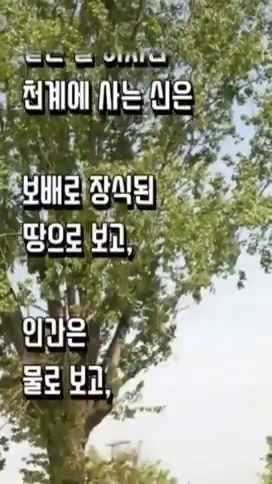 천계에 사는 신은
보배로 장식된
땅으로 보고,
인간은
물로 보고,